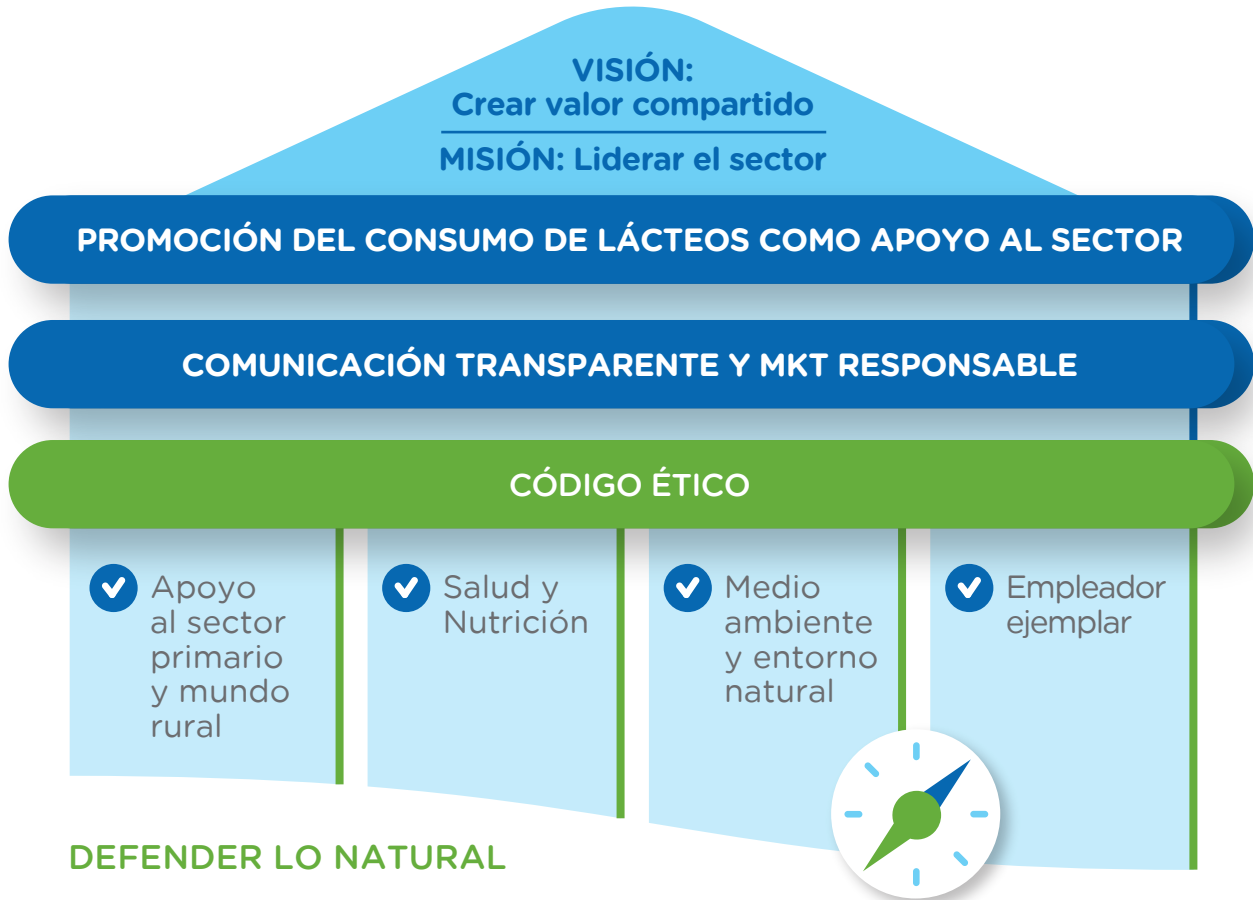 VISIÓN:
Crear valor compartido
MISIÓN: Liderar el sector
PROMOCIÓN DEL CONSUMO DE LÁCTEOS COMO APOYO AL SECTOR
COMUNICACIÓN TRANSPARENTE Y MKT RESPONSABLE
CÓDIGO ÉTICO
Apoyo
al sector
primario
y mundo
rural
Salud y
Nutrición
Medio
ambiente
y entorno
natural
Empleador
ejemplar
DEFENDER LO NATURAL